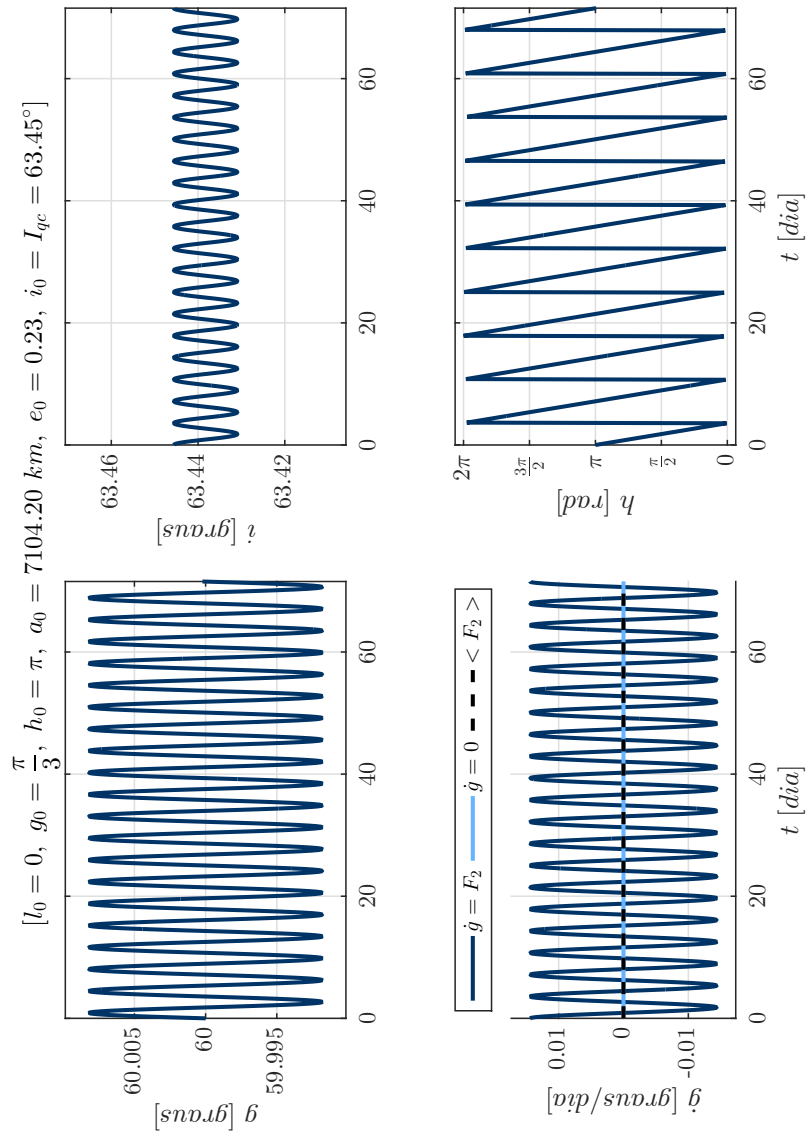 [l₀ = 0, g₀ = π/3, h₀ = π, a₀ = 7104.20 km, e₀ = 0.23, i₀ = I_qc = 63.45°]
g [graus]
60.005
60
59.995
0 20 40 60
i [graus]
63.46
63.44
63.42
0 20 40 60
ġ = F₂ ġ = 0 < F₂ >
ġ [graus/dia]
0.01
0
-0.01
0 20 40 60
t [dia]
h [rad]
2π
3π/2
π
π/2
0
0 20 40 60
t [dia]